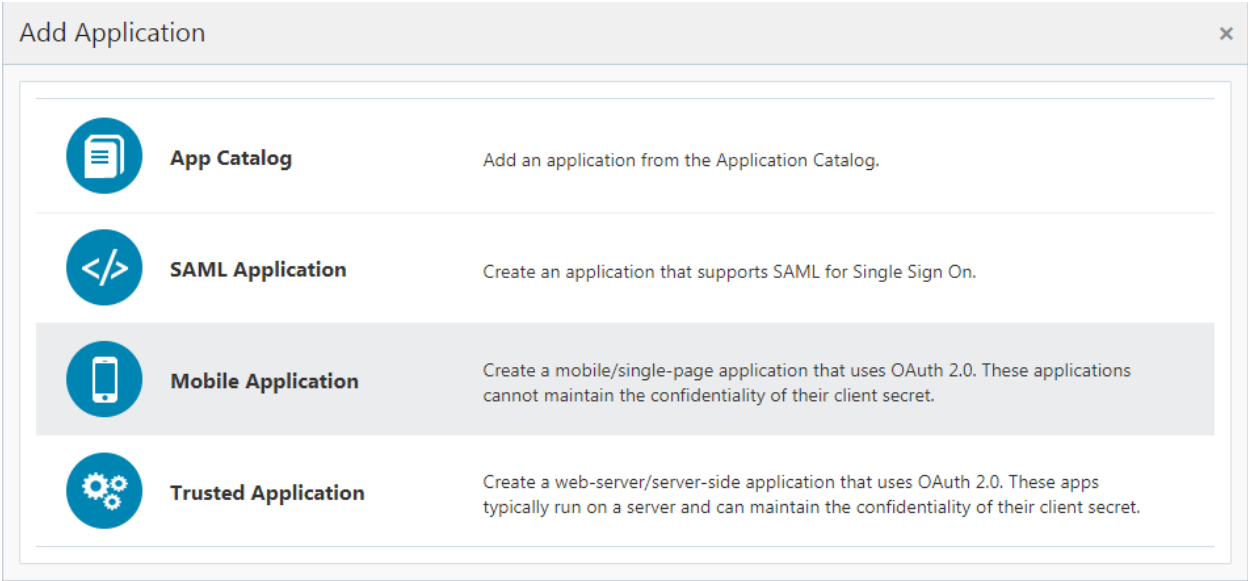 Add Application
×
App Catalog
Add an application from the Application Catalog.
</>
SAML Application
Create an application that supports SAML for Single Sign On.
Mobile Application
Create a mobile/single-page application that uses OAuth 2.0. These applications
cannot maintain the confidentiality of their client secret.
Trusted Application
Create a web-server/server-side application that uses OAuth 2.0. These apps
typically run on a server and can maintain the confidentiality of their client secret.